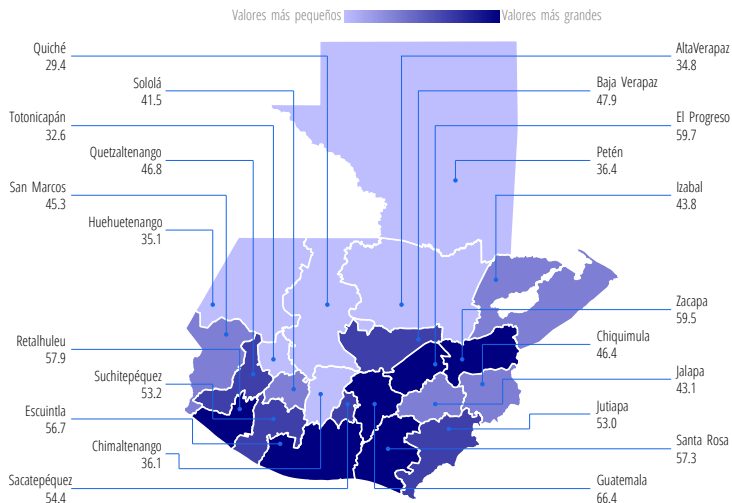 Valores más pequeños
Valores más grandes
Quiché
29.4
Sololá
41.5
Totonicapán
32.6
Quetzaltenango
46.8
San Marcos
45.3
Huehuetenango
35.1
Retalhuleu
57.9
Suchitepéquez
53.2
Escuintla
56.7
Chimaltenango
36.1
Sacatepéquez
54.4
AltaVerapaz
34.8
Baja Verapaz
47.9
El Progreso
59.7
Petén
36.4
Izabal
43.8
Zacapa
59.5
Chiquimula
46.4
Jalapa
43.1
Jutiapa
53.0
Santa Rosa
57.3
Guatemala
66.4